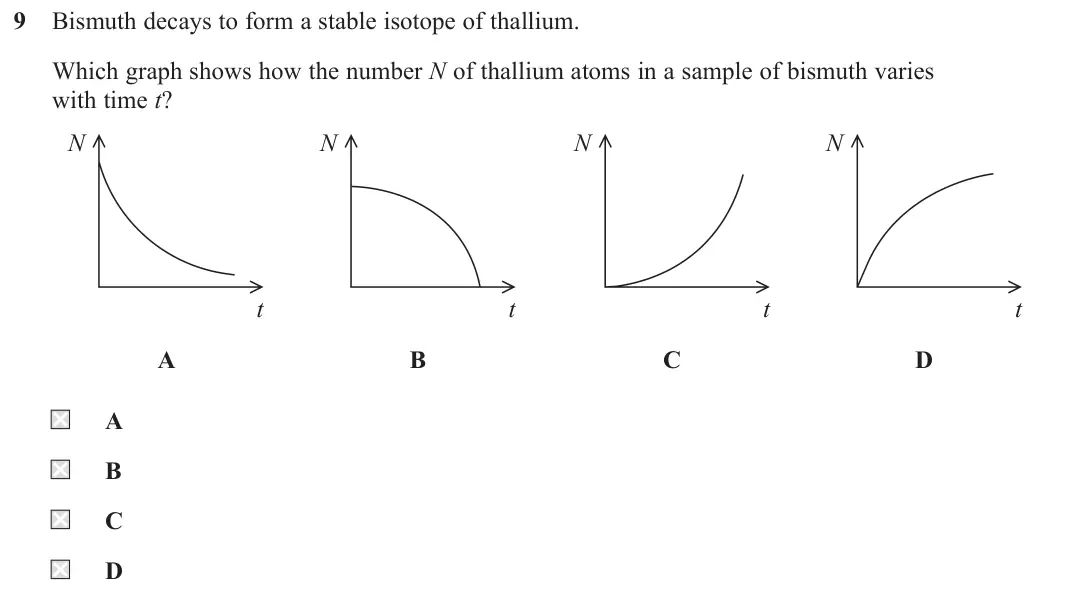 9 Bismuth decays to form a stable isotope of thallium.
Which graph shows how the number N of thallium atoms in a sample of bismuth varies
with time t?
N N N N
t t t t
A B C D
A
B
C
D